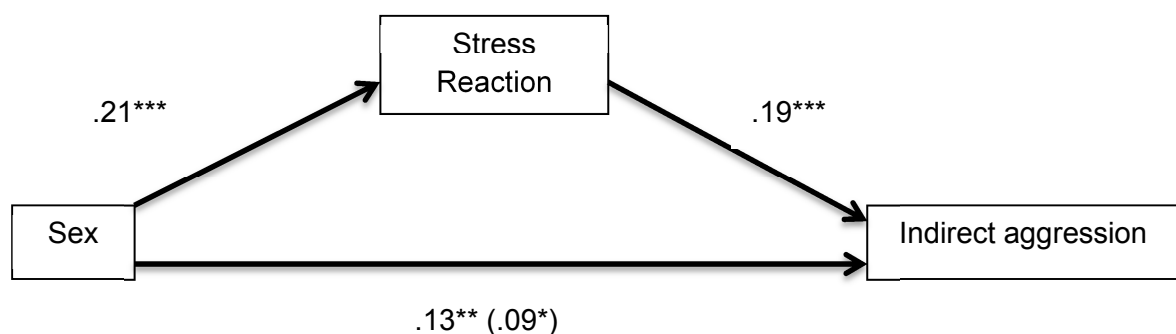 Stress
Reaction
.21***
.19***
Sex
Indirect aggression
.13** (.09*)